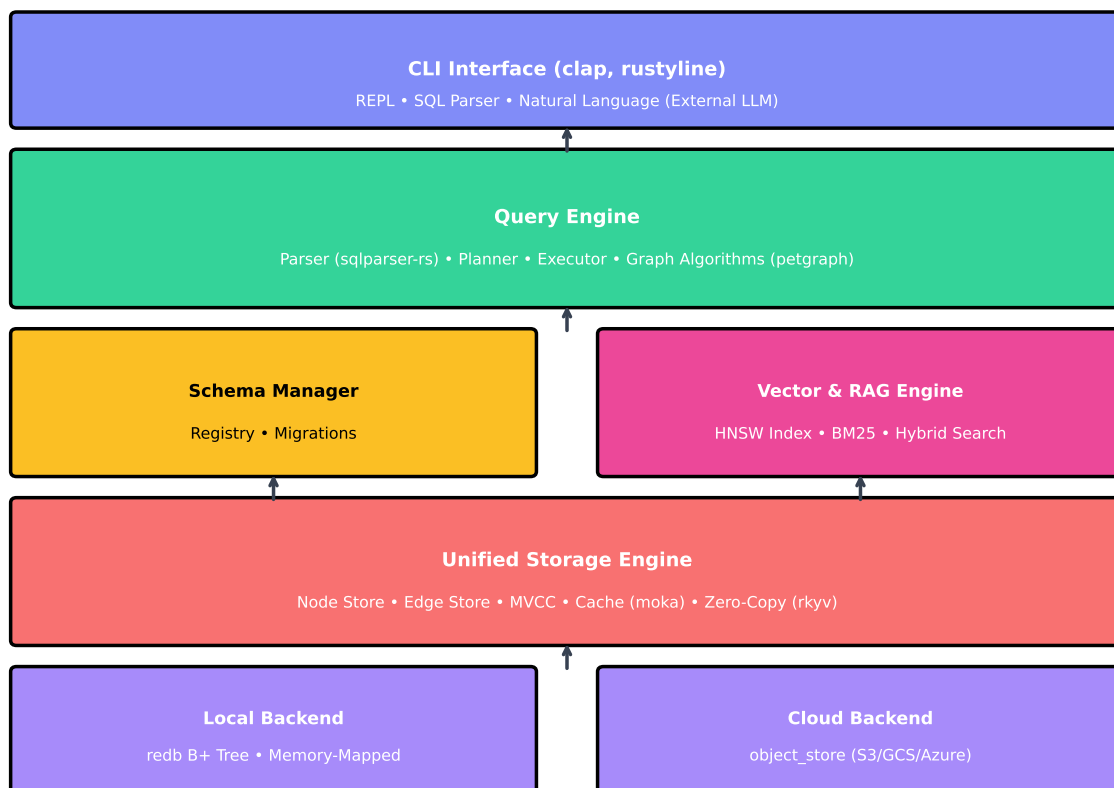 CLI Interface (clap, rustyline)
REPL • SQL Parser • Natural Language (External LLM)
Query Engine
Parser (sqlparser-rs) • Planner • Executor • Graph Algorithms (petgraph)
Schema Manager
Registry • Migrations
Vector & RAG Engine
HNSW Index • BM25 • Hybrid Search
Unified Storage Engine
Node Store • Edge Store • MVCC • Cache (moka) • Zero-Copy (rkyv)
Local Backend
redb B+ Tree • Memory-Mapped
Cloud Backend
object_store (S3/GCS/Azure)